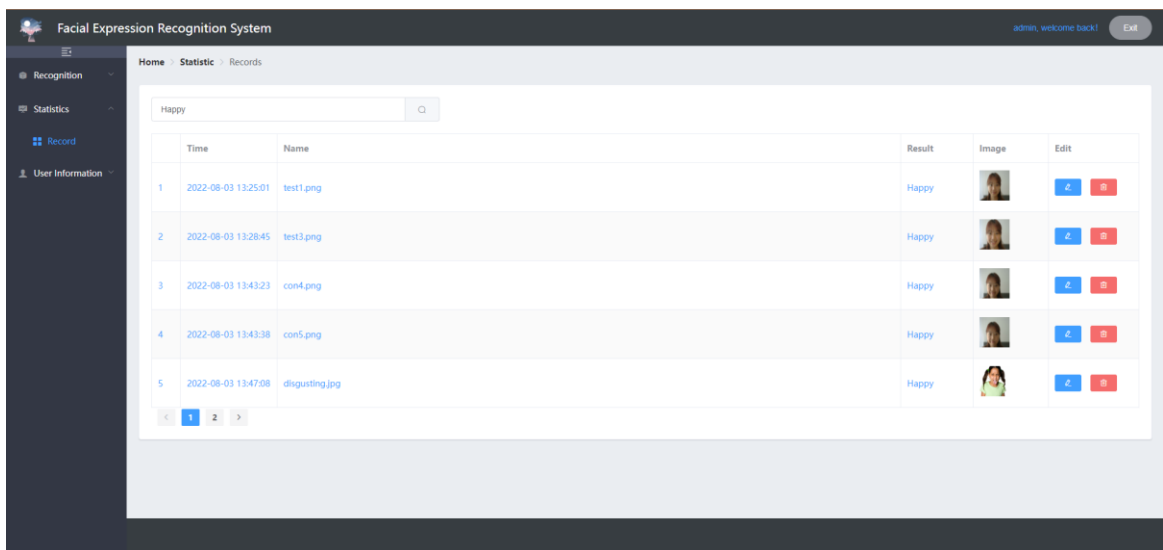 Facial Expression Recognition System
admin, welcome back!
Exit
Recognition
Statistics
Record
User Information
Home > Statistic > Records
Happy
Time Name Result Image Edit
1 2022-08-03 13:25:01 test1.png Happy
2 2022-08-03 13:28:45 test3.png Happy
3 2022-08-03 13:43:23 con4.png Happy
4 2022-08-03 13:43:38 con5.png Happy
5 2022-08-03 13:47:08 disgusting.jpg Happy
< 1 2 >